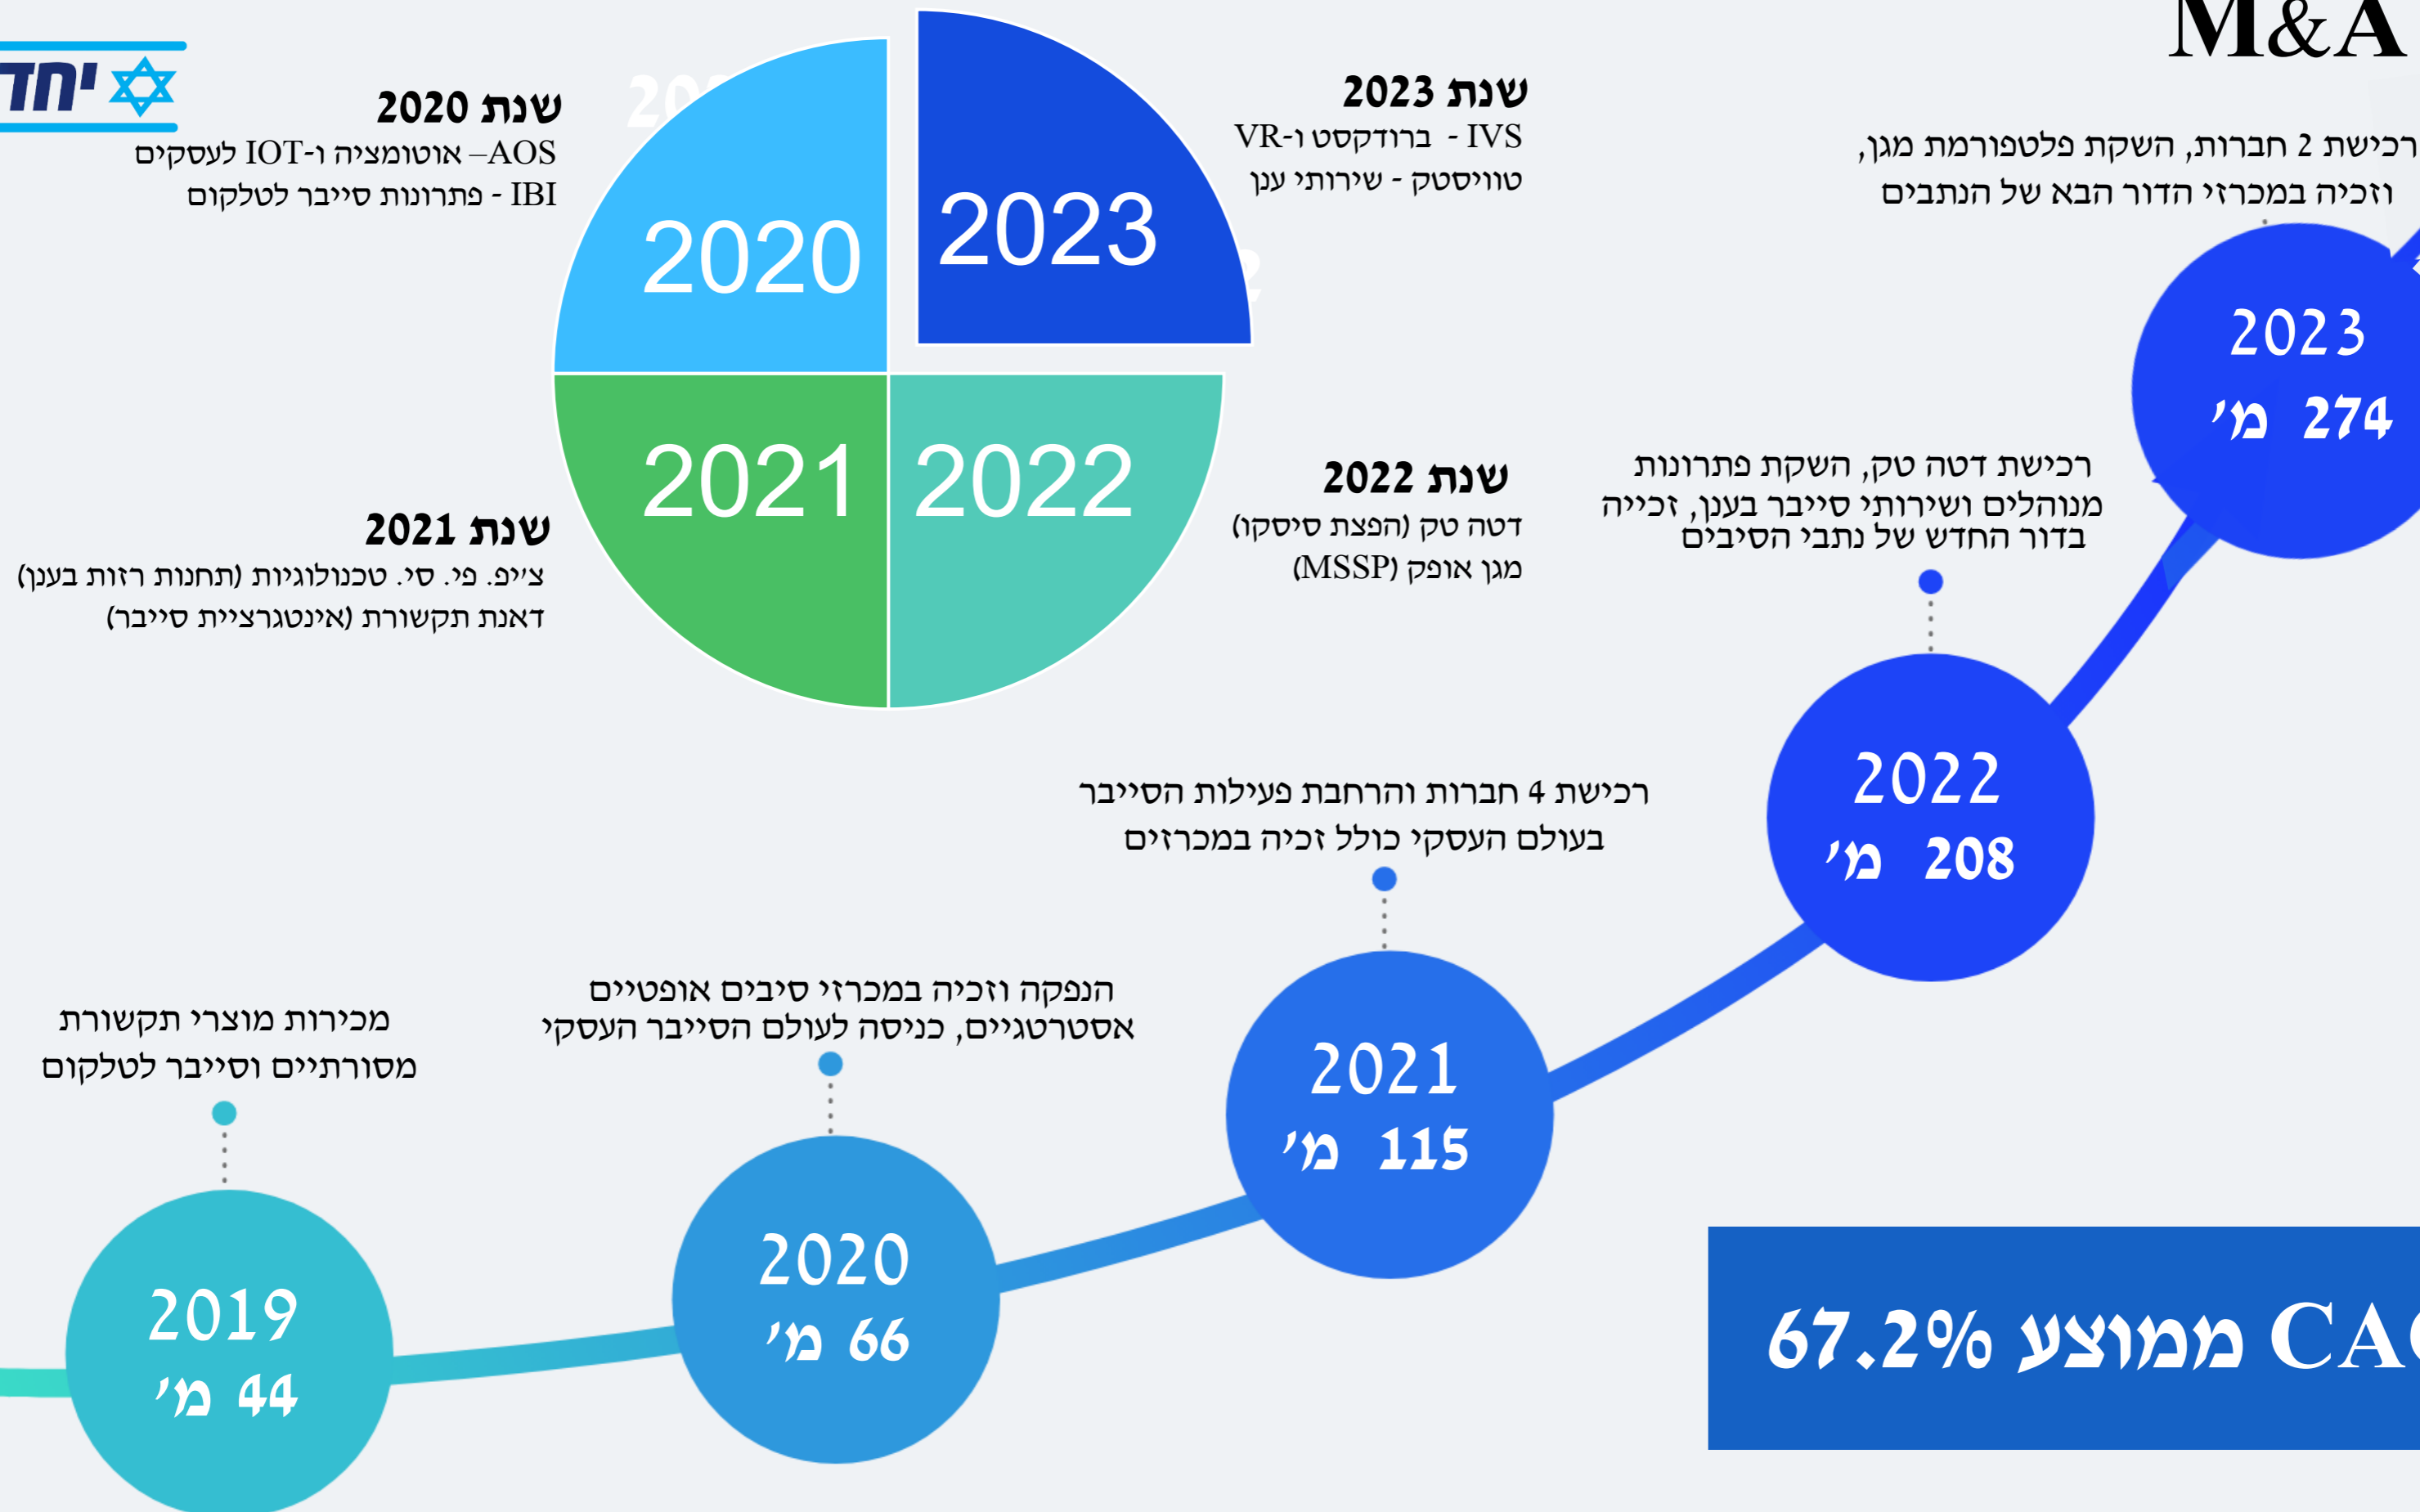 M&A
יחד
שנת 2023
IVS - ברודקסט ו-VR
טוויסטק - שירותי ענן
שנת 2020
AOS– אוטומציה ו-IOT לעסקים
IBI - פתרונות סייבר לטלקום
2020
2023
2021
2022
שנת 2022
דטה טק (הפצת סיסקו)
מגן אופק (MSSP)
שנת 2021
צ׳יפ. פי. סי. טכנולוגיות (תחנות רזות בענן)
דאנת תקשורת (אינטגרציית סייבר)
רכישת 2 חברות, השקת פלטפורמת מגן,
וזכיה במכרזי הדור הבא של הנתבים
2023
274 מ׳
רכישת דטה טק, השקת פתרונות
מנוהלים ושירותי סייבר בענן, זכייה
בדור החדש של נתבי הסיבים
2022
208 מ׳
רכישת 4 חברות והרחבת פעילות הסייבר
בעולם העסקי כולל זכיה במכרזים
2021
115 מ׳
הנפקה וזכיה במכרזי סיבים אופטיים
אסטרטגיים, כניסה לעולם הסייבר העסקי
2020
66 מ׳
מכירות מוצרי תקשורת
מסורתיים וסייבר לטלקום
2019
44 מ׳
ממוצע 67.2%